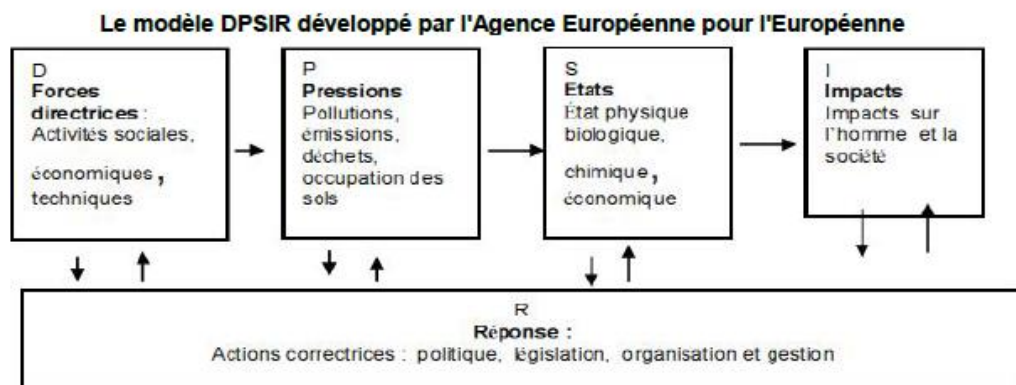 Le modèle DPSIR développé par l'Agence Européenne pour l'Européenne
D
Forces
directrices :
Activités sociales,
économiques,
techniques
P
Pressions
Pollutions,
émissions,
déchets,
occupation des
sols
S
Etats
État physique
biologique,
chimique,
économique
I
Impacts
Impacts sur
l'homme et la
société
R
Réponse :
Actions correctrices : politique, législation, organisation et gestion